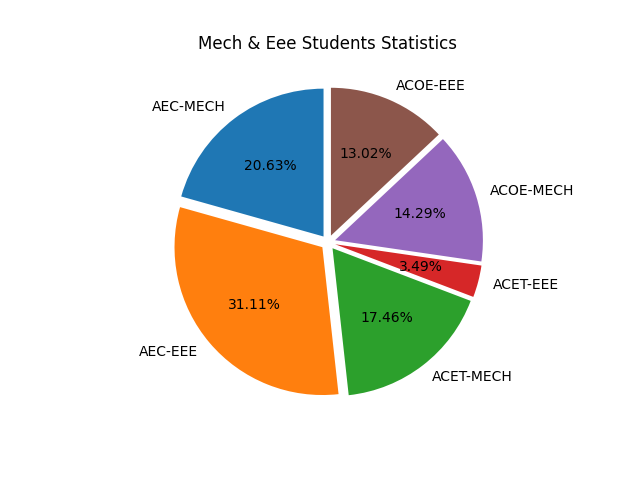 Mech & Eee Students Statistics
ACOE-EEE
AEC-MECH
13.02%
20.63%
ACOE-MECH
14.29%
3.49%
ACET-EEE
31.11%
17.46%
AEC-EEE
ACET-MECH